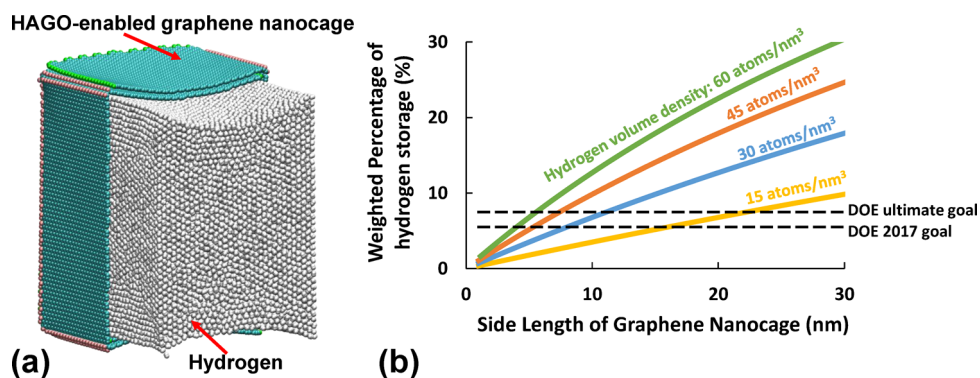 (a)
HAGO-enabled graphene nanocage
Hydrogen
(b)
Weighted Percentage of
hydrogen storage (%)
30
20
10
0
Hydrogen volume density: 60 atoms/nm³
45 atoms/nm³
30 atoms/nm³
15 atoms/nm³
DOE ultimate goal
DOE 2017 goal
0
10
20
30
Side Length of Graphene Nanocage (nm)